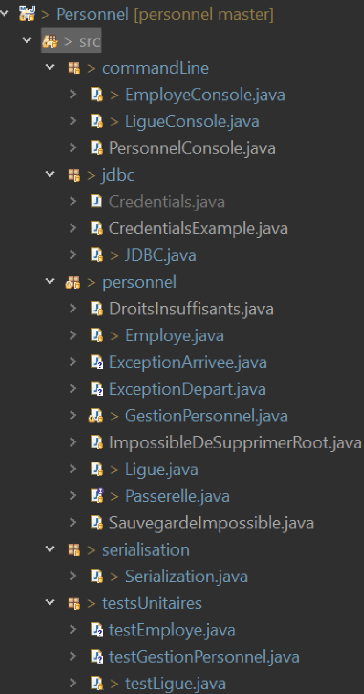 > Personnel [personnel master]
> src
> commandLine
> EmployeConsole.java
> LigueConsole.java
PersonnelConsole.java
> jdbc
Credentials.java
CredentialsExample.java
> JDBC.java
> personnel
DroitsInsuffisants.java
> Employe.java
ExceptionArrivee.java
ExceptionDepart.java
> GestionPersonnel.java
ImpossibleDeSupprimerRoot.java
> Ligue.java
> Passerelle.java
SauvegardeImpossible.java
> serialisation
> Serialization.java
> testsUnitaires
testEmploye.java
testGestionPersonnel.java
> testLigue.java